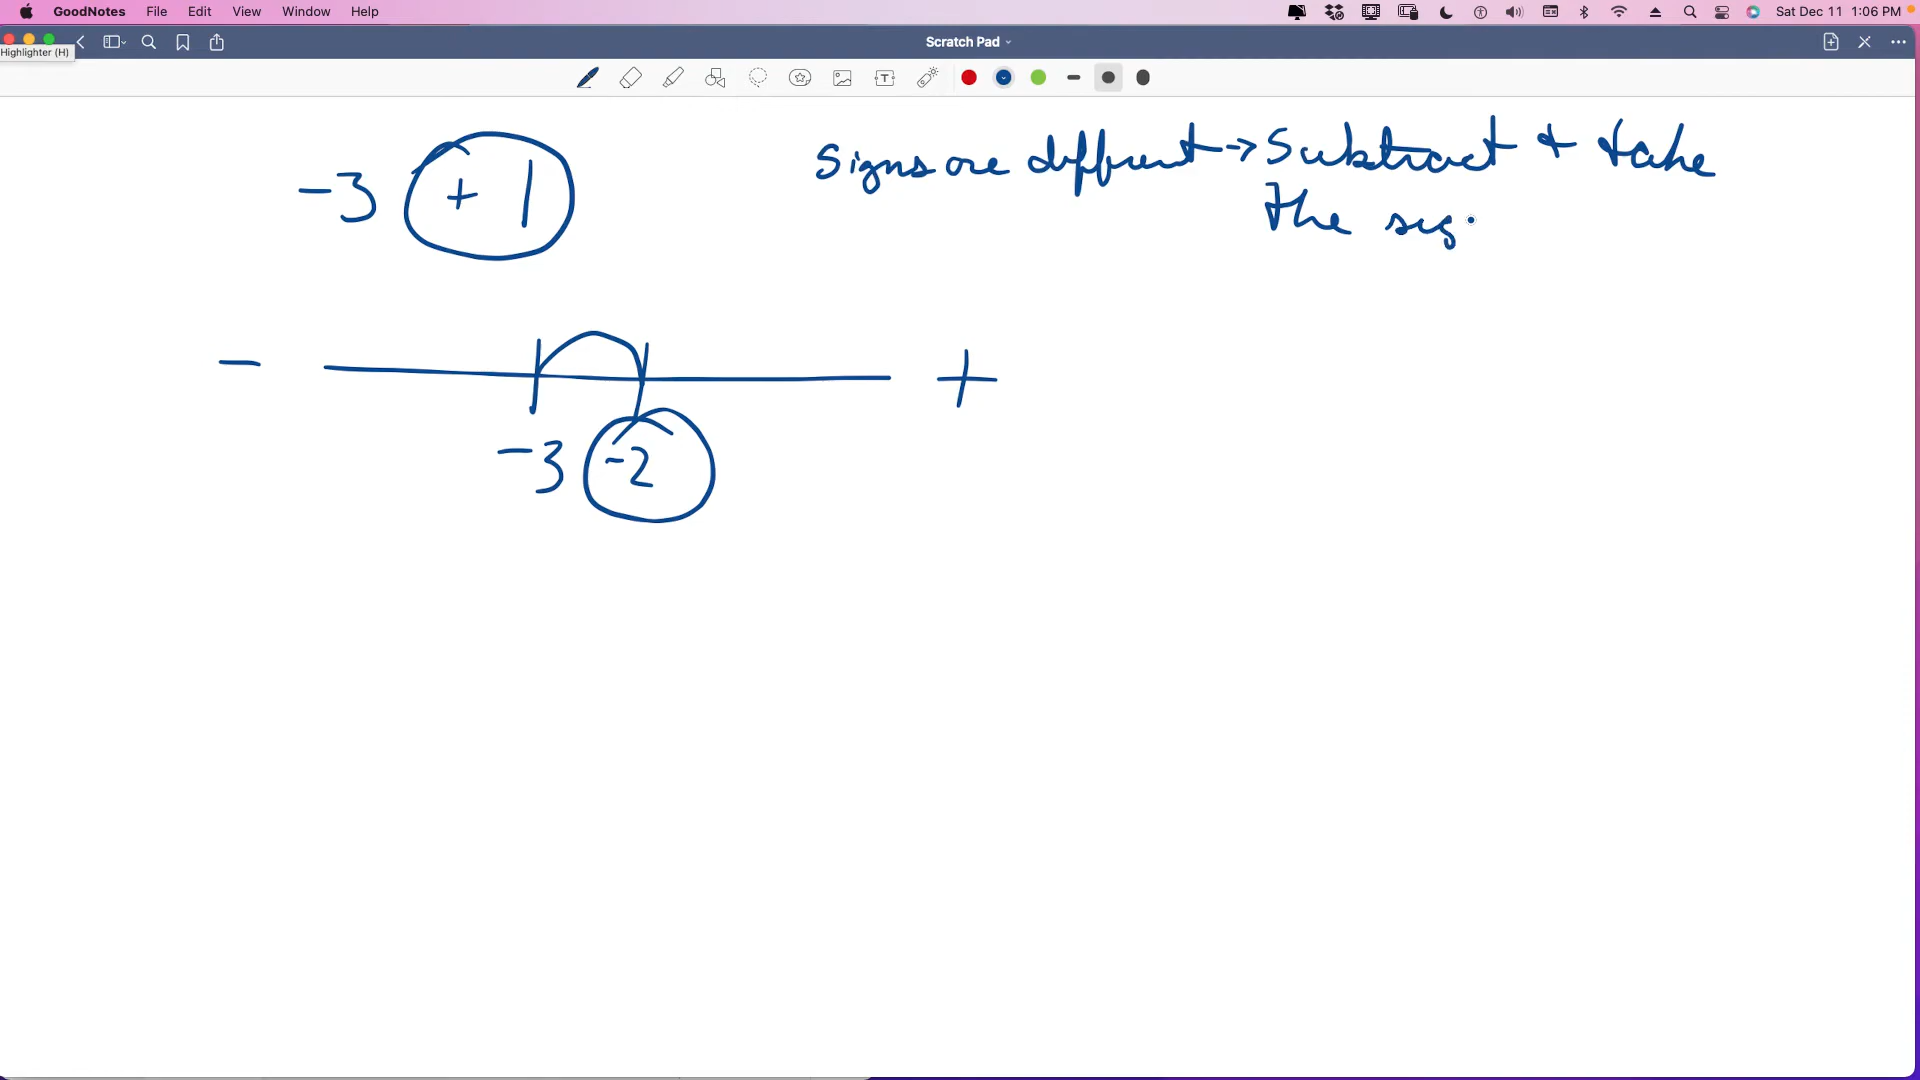 GoodNotes File Edit View Window Help Sat Dec 11 1:06 PM
Scratch Pad
Highlighter (H)
-3 + 1
Signs are different → Subtract + take
the sig
- +
-3 -2